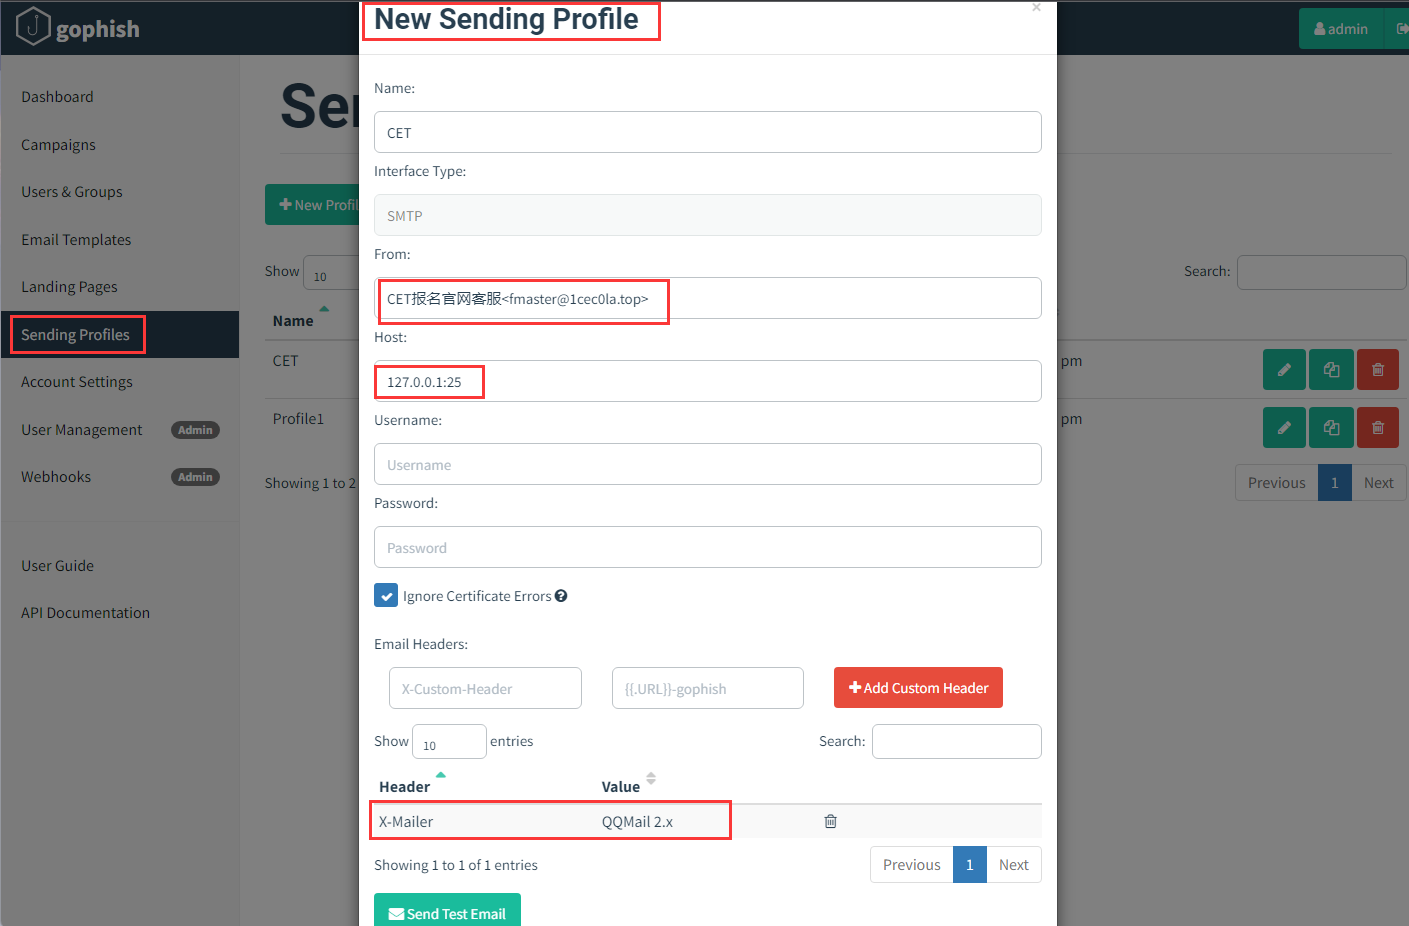 gophish
New Sending Profile
×
admin
Dashboard
Campaigns
Users & Groups
Email Templates
Landing Pages
Sending Profiles
Account Settings
User Management Admin
Webhooks Admin
User Guide
API Documentation
Sen
New Profil
Show 10
Search:
Name
CET
pm
Profile1
pm
Showing 1 to 2
Previous 1 Next
Name:
CET
Interface Type:
SMTP
From:
CET报名官网客服<fmaster@1cec0la.top>
Host:
127.0.0.1:25
Username:
Username
Password:
Password
Ignore Certificate Errors
Email Headers:
X-Custom-Header {{.URL}}-gophish Add Custom Header
Show 10 entries Search:
Header Value
X-Mailer QQMail 2.x
Showing 1 to 1 of 1 entries Previous 1 Next
Send Test Email